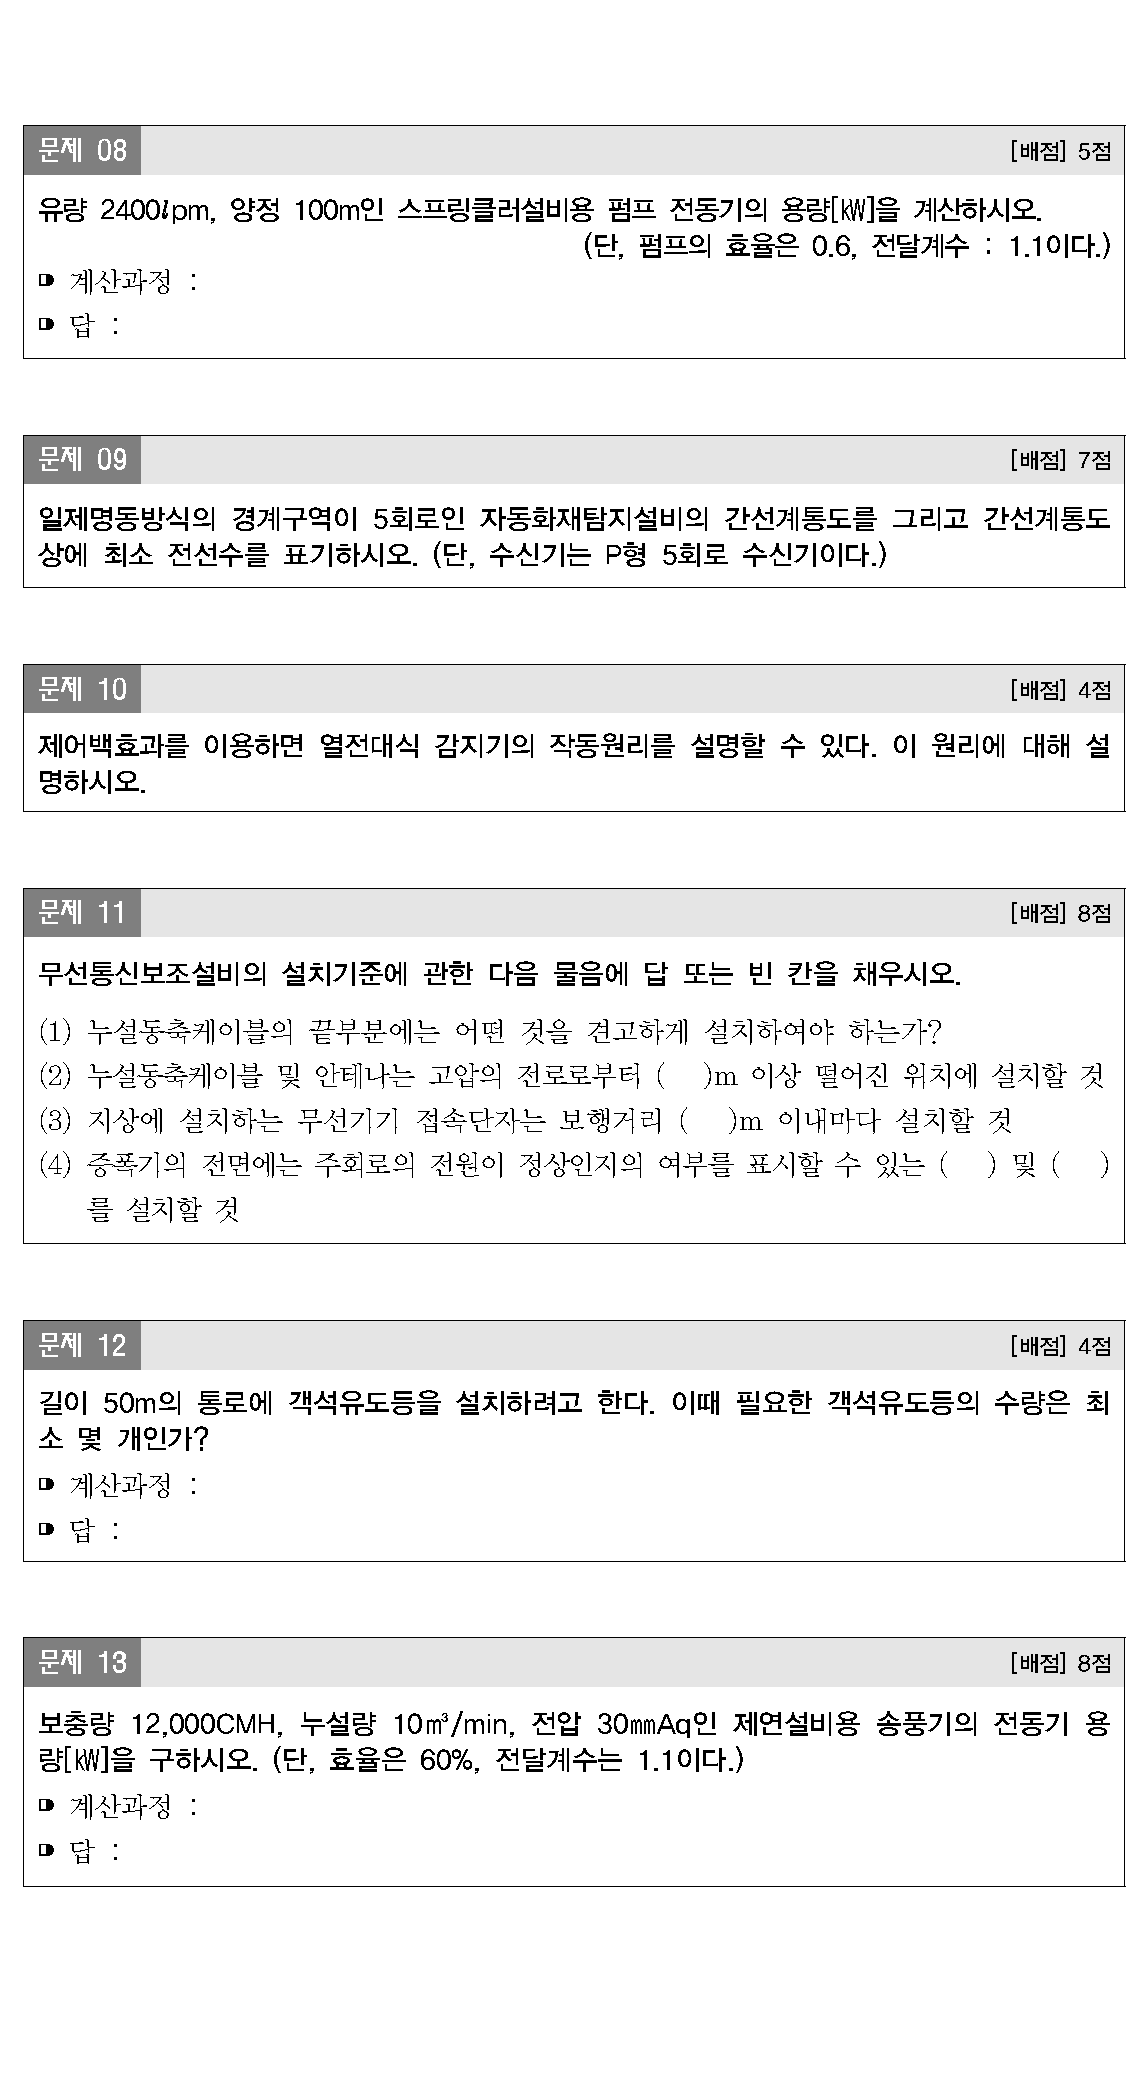 문제 08 [배점] 5점
유량 2400ℓpm, 양정 100m인 스프링클러설비용 펌프 전동기의 용량[㎾]을 계산하시오.
(단, 펌프의 효율은 0.6, 전달계수 : 1.1이다.)
계산과정 :
답 :
문제 09 [배점] 7점
일제명동방식의 경계구역이 5회로인 자동화재탐지설비의 간선계통도를 그리고 간선계통도
상에 최소 전선수를 표기하시오. (단, 수신기는 P형 5회로 수신기이다.)
문제 10 [배점] 4점
제어백효과를 이용하면 열전대식 감지기의 작동원리를 설명할 수 있다. 이 원리에 대해 설
명하시오.
문제 11 [배점] 8점
무선통신보조설비의 설치기준에 관한 다음 물음에 답 또는 빈 칸을 채우시오.
(1) 누설동축케이블의 끝부분에는 어떤 것을 견고하게 설치하여야 하는가?
(2) 누설동축케이블 및 안테나는 고압의 전로로부터 (   )m 이상 떨어진 위치에 설치할 것
(3) 지상에 설치하는 무선기기 접속단자는 보행거리 (   )m 이내마다 설치할 것
(4) 증폭기의 전면에는 주회로의 전원이 정상인지의 여부를 표시할 수 있는 (   ) 및 (   )
를 설치할 것
문제 12 [배점] 4점
길이 50m의 통로에 객석유도등을 설치하려고 한다. 이때 필요한 객석유도등의 수량은 최
소 몇 개인가?
계산과정 :
답 :
문제 13 [배점] 8점
보충량 12,000CMH, 누설량 10㎥/min, 전압 30㎜Aq인 제연설비용 송풍기의 전동기 용
량[㎾]을 구하시오. (단, 효율은 60%, 전달계수는 1.1이다.)
계산과정 :
답 :